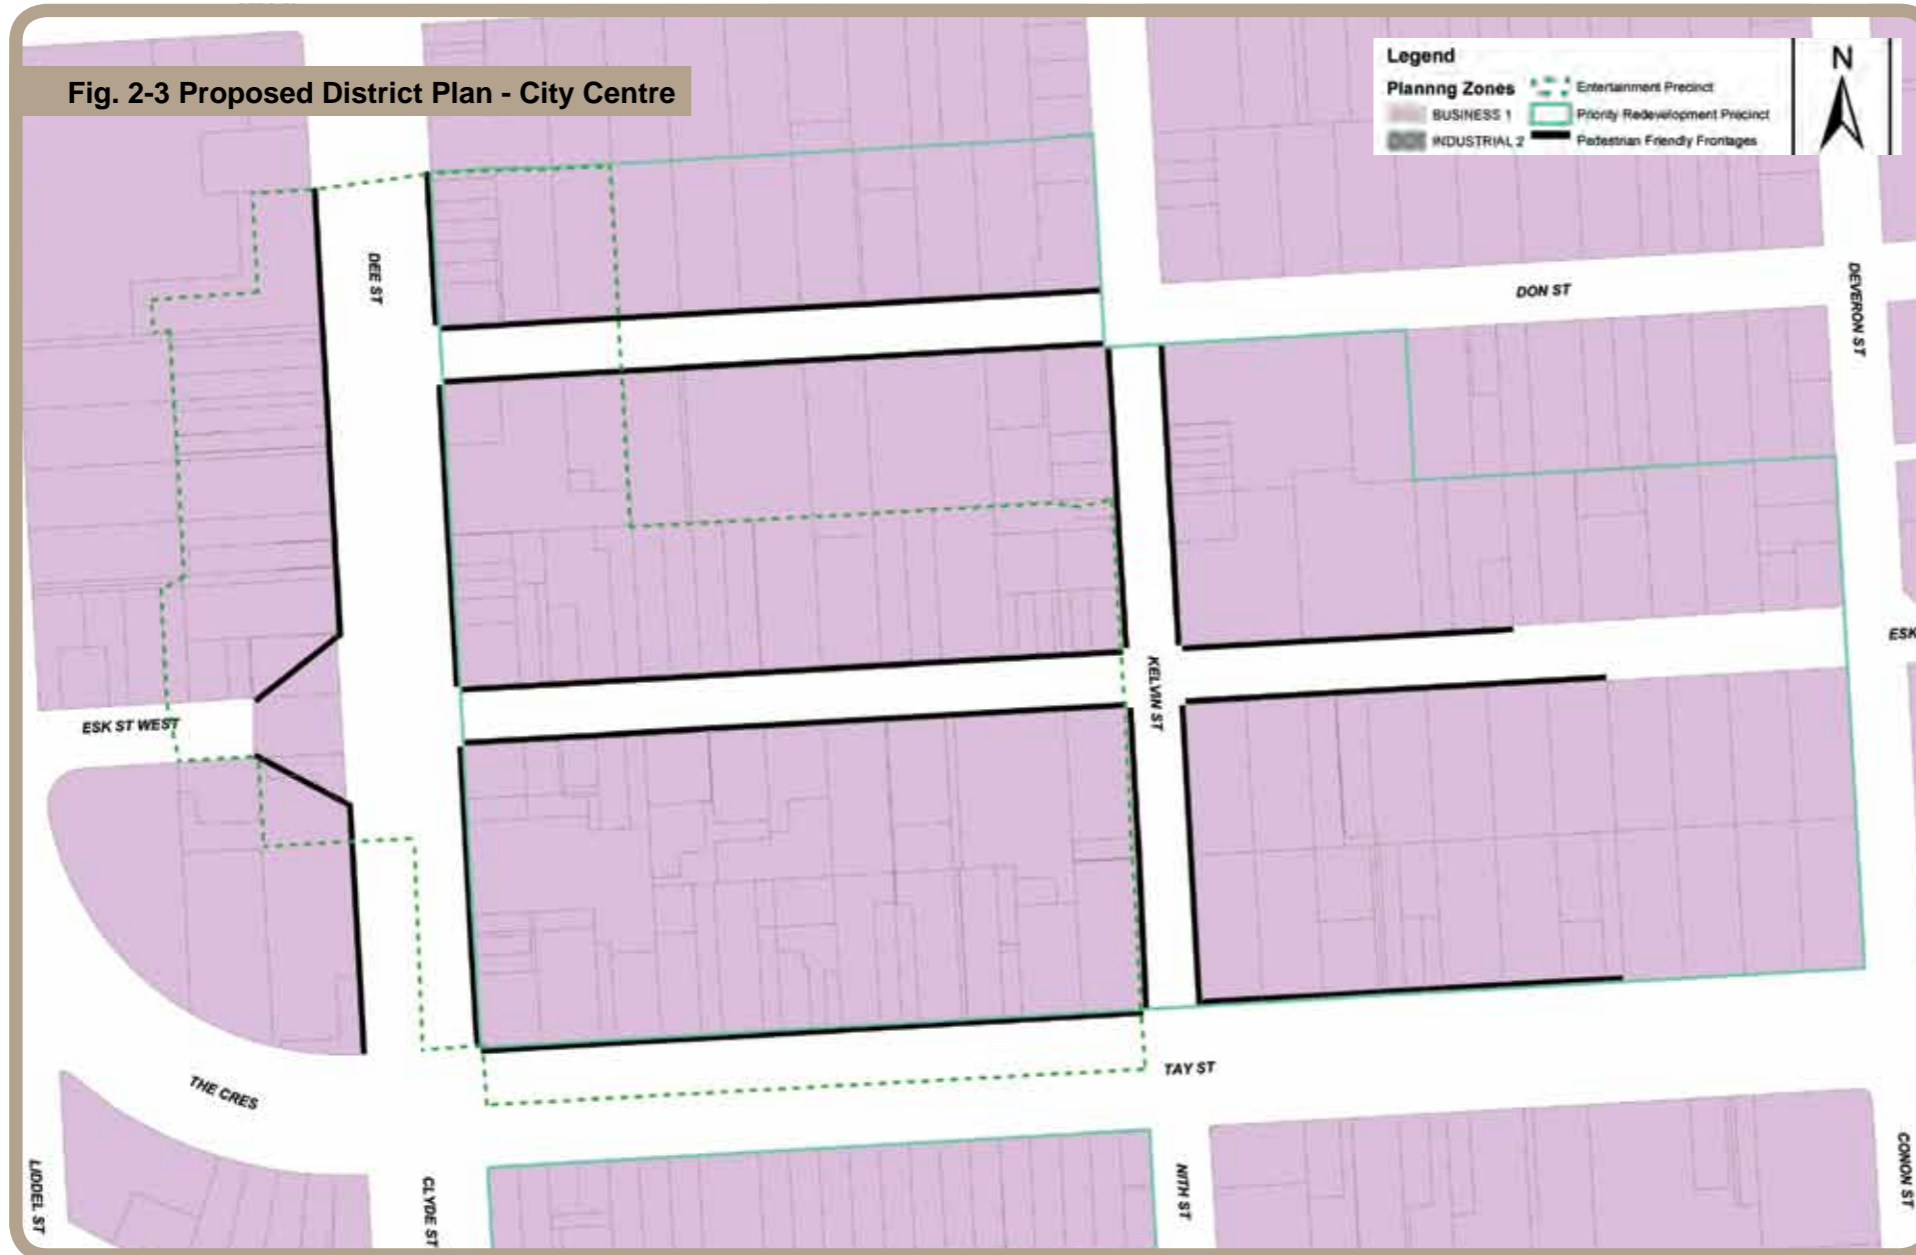 Fig. 2-3 Proposed District Plan - City Centre
Legend
Plannng Zones
BUSINESS 1
INDUSTRIAL 2
Entertainment Precinct
Priority Redevelopment Precinct
Pedestrian Friendly Frontages
N
DEE ST
DON ST
DEVERON ST
ESK ST WEST
KELVIN ST
ESK
THE CRES
TAY ST
LIDDEL ST
CLYDE ST
NITH ST
CONON ST